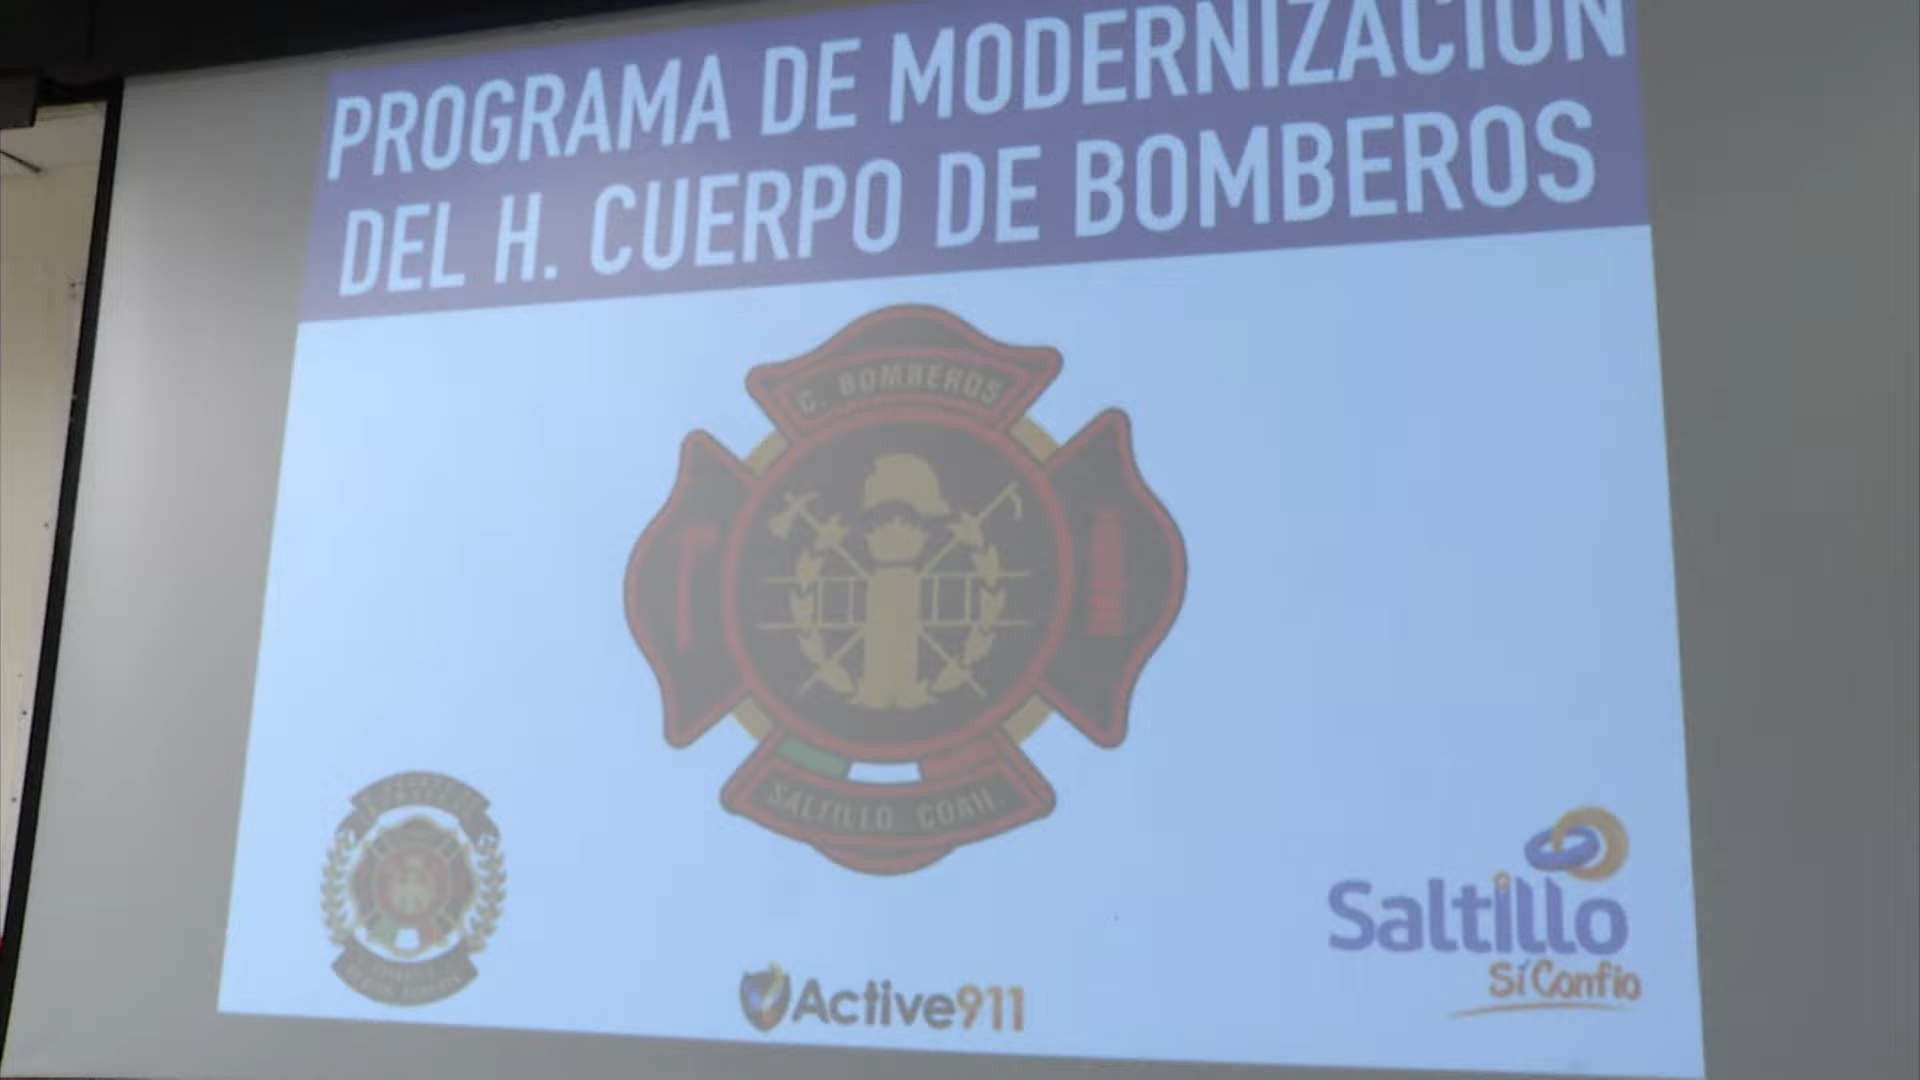 PROGRAMA DE MODERNIZACIÓN
DEL H. CUERPO DE BOMBEROS
C. BOMBEROS
SALTILLO COAH.
Active911
Saltillo
Sí Confío